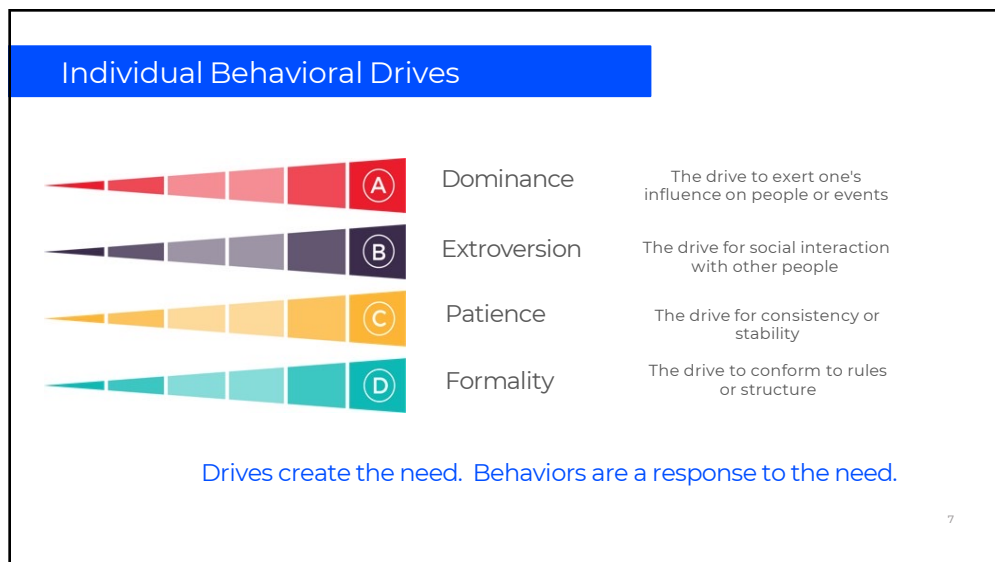 Individual Behavioral Drives
A
Dominance
The drive to exert one's
influence on people or events
B
Extroversion
The drive for social interaction
with other people
C
Patience
The drive for consistency or
stability
D
Formality
The drive to conform to rules
or structure
Drives create the need.  Behaviors are a response to the need.
7